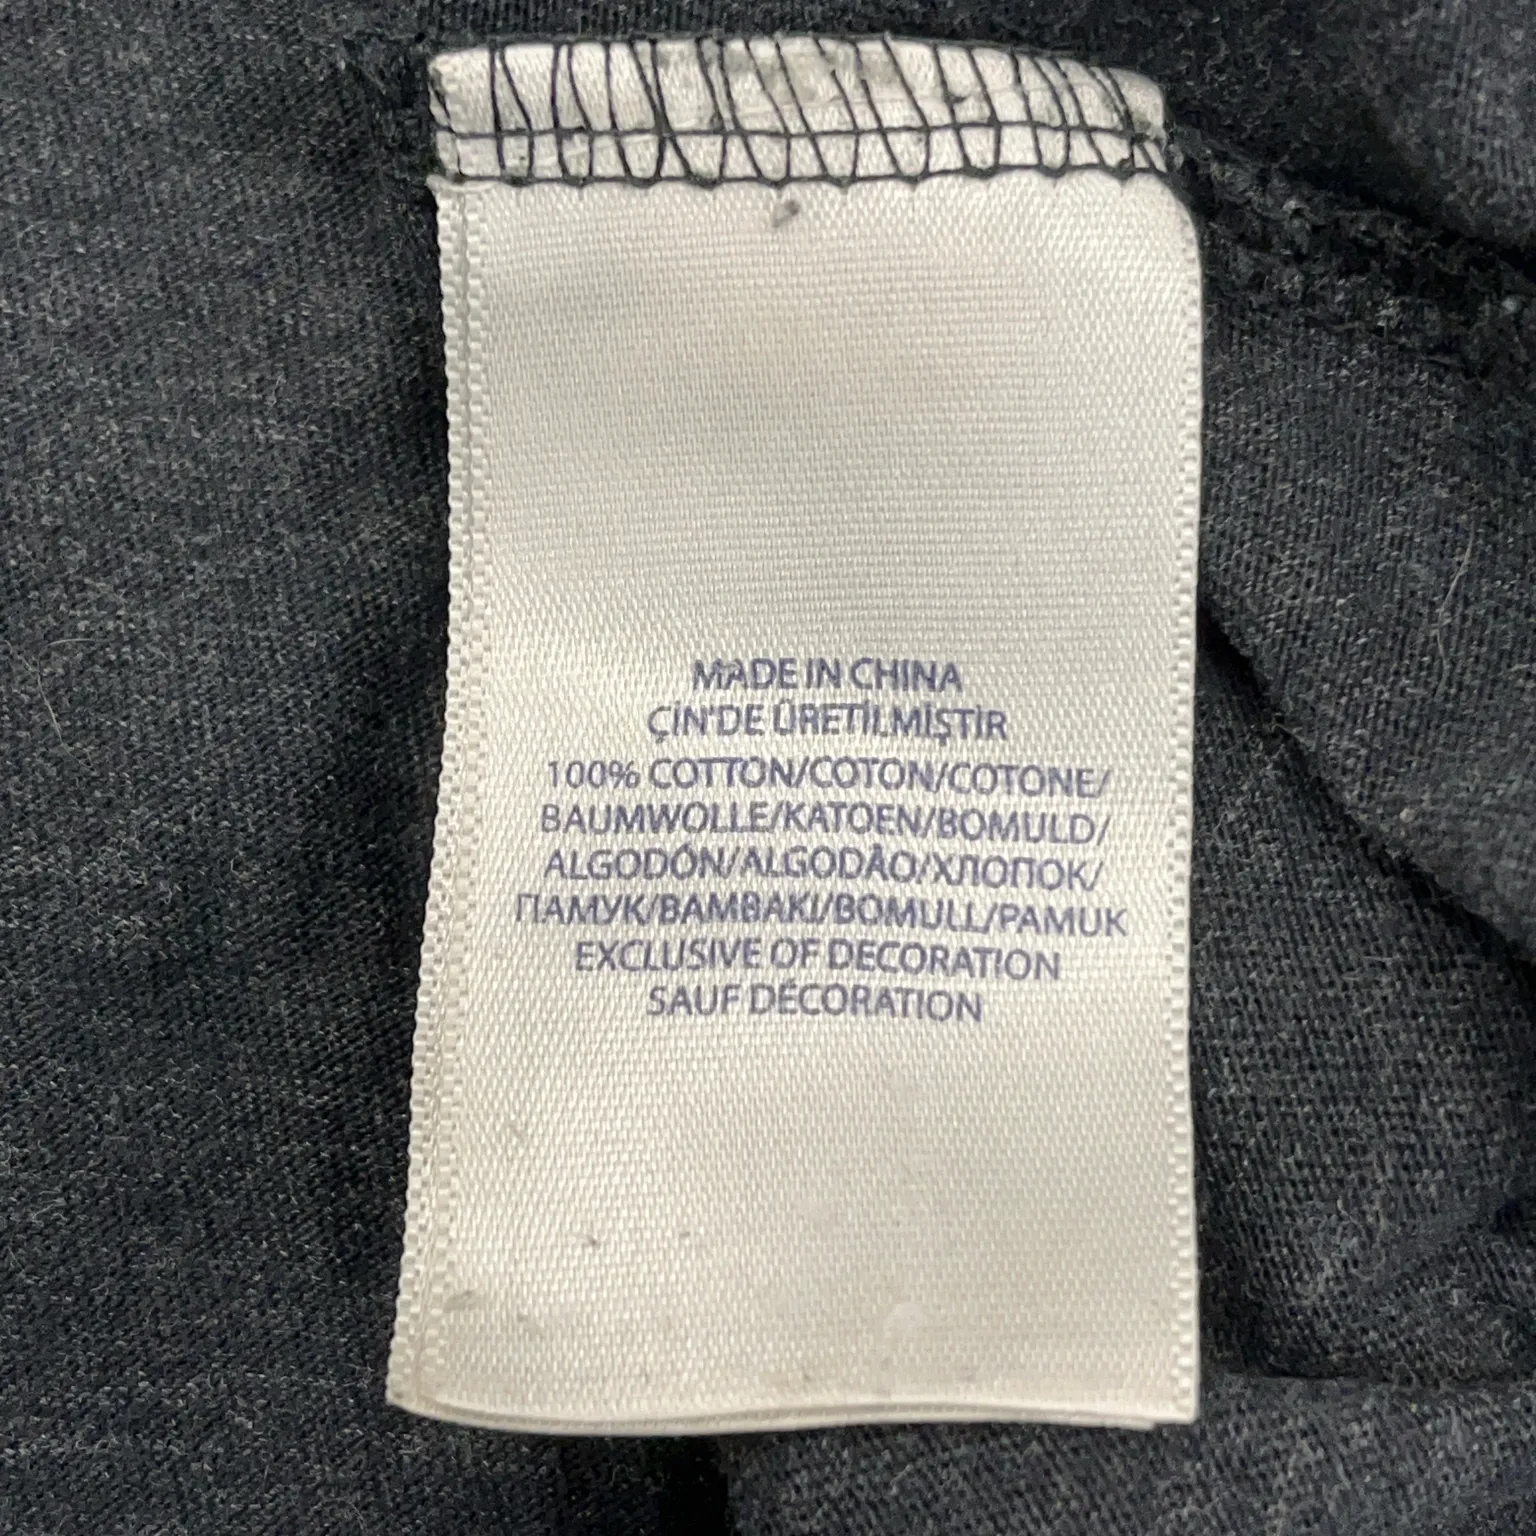 MADE IN CHINA
ÇİN'DE ÜRETİLMİŞTİR
100% COTTON/COTON/COTONE/
BAUMWOLLE/KATOEN/BOMULD/
ALGODÓN/ALGODÃO/ХЛОПОК/
ПАМУК/BAMBAKI/BOMULL/PAMUK
EXCLUSIVE OF DECORATION
SAUF DÉCORATION